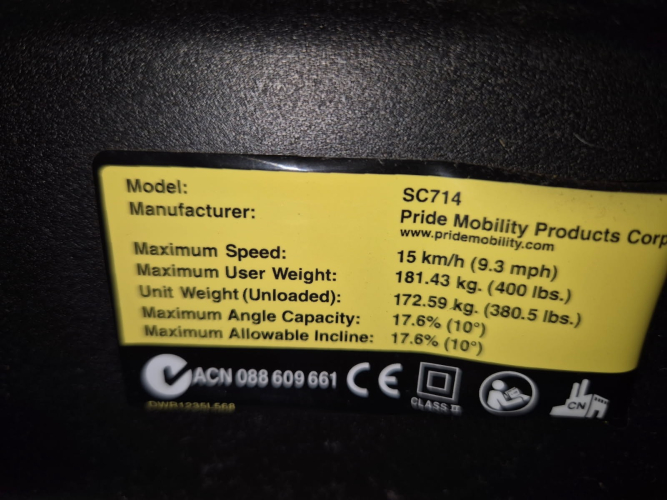 Model: SC714
Manufacturer: Pride Mobility Products Corp
www.pridemobility.com
Maximum Speed: 15 km/h (9.3 mph)
Maximum User Weight: 181.43 kg. (400 lbs.)
Unit Weight (Unloaded): 172.59 kg. (380.5 lbs.)
Maximum Angle Capacity: 17.6% (10°)
Maximum Allowable Incline: 17.6% (10°)
ACN 088 609 661 CE
CLASS II
CN